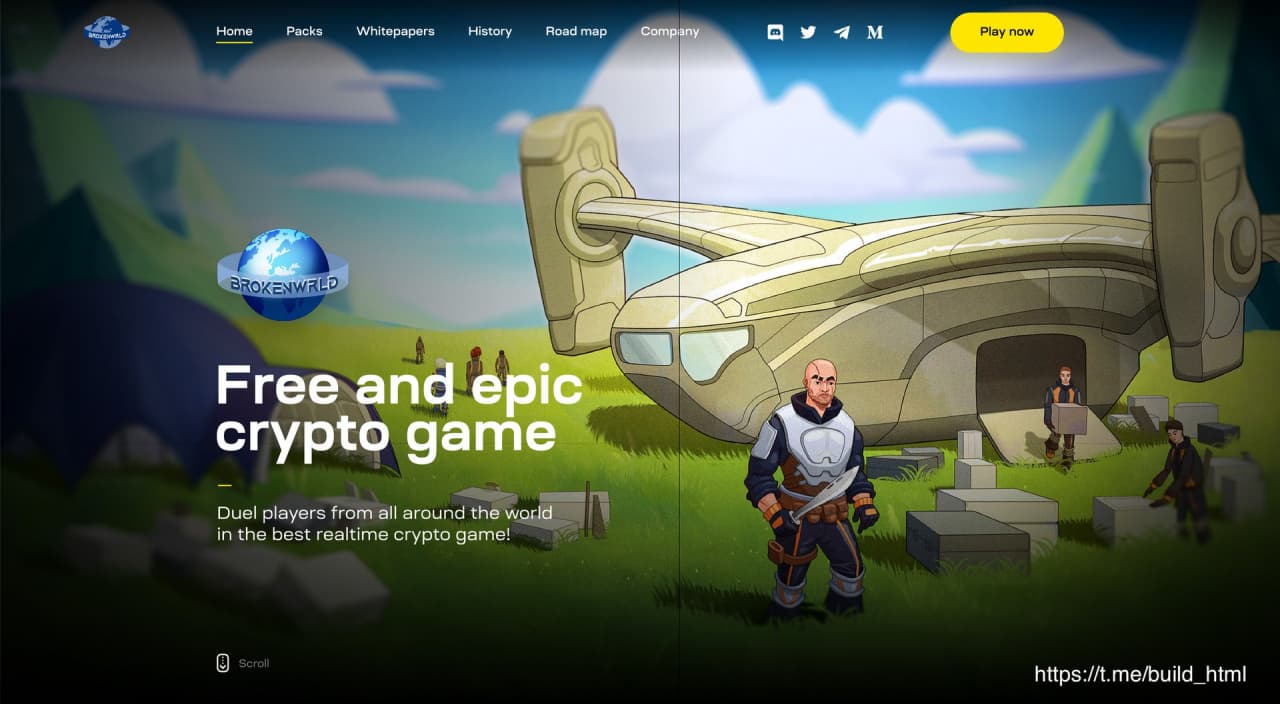 BROKENWRLD
Home Packs Whitepapers History Road map Company M Play now
BROKENWRLD
Free and epic
crypto game
Duel players from all around the world
in the best realtime crypto game!
Scroll
https://t.me/build_html